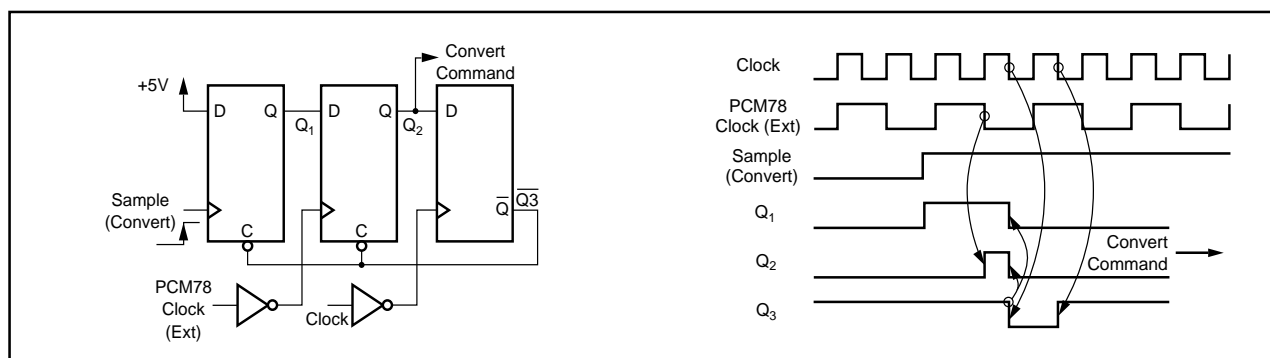 Convert
Command
+5V
D
Q
Q₁
D
Q
Q₂
D
Q̅
Q̅3̅
Sample
(Convert)
C
C
PCM78
Clock
(Ext)
Clock
Clock
PCM78
Clock (Ext)
Sample
(Convert)
Q₁
Q₂
Q₃
Convert
Command